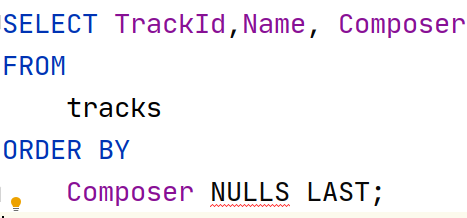 SELECT TrackId,Name, Composer
FROM
tracks
ORDER BY
Composer NULLS LAST;